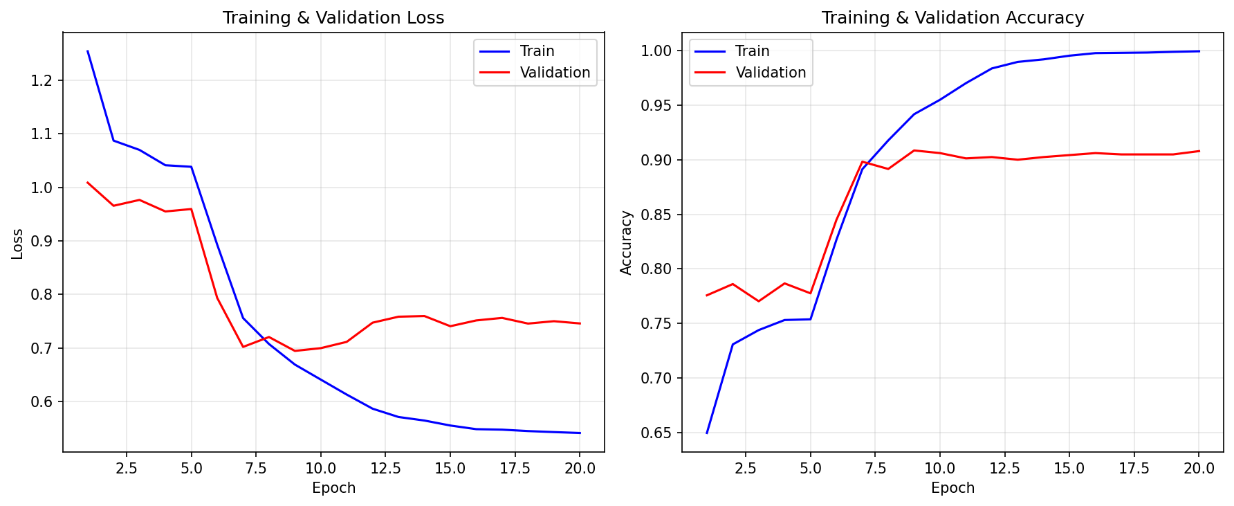 Training & Validation Loss
Train
Validation
1.2
1.1
1.0
0.9
0.8
0.7
0.6
Loss
2.5 5.0 7.5 10.0 12.5 15.0 17.5 20.0
Epoch
Training & Validation Accuracy
Train
Validation
1.00
0.95
0.90
0.85
0.80
0.75
0.70
0.65
Accuracy
2.5 5.0 7.5 10.0 12.5 15.0 17.5 20.0
Epoch